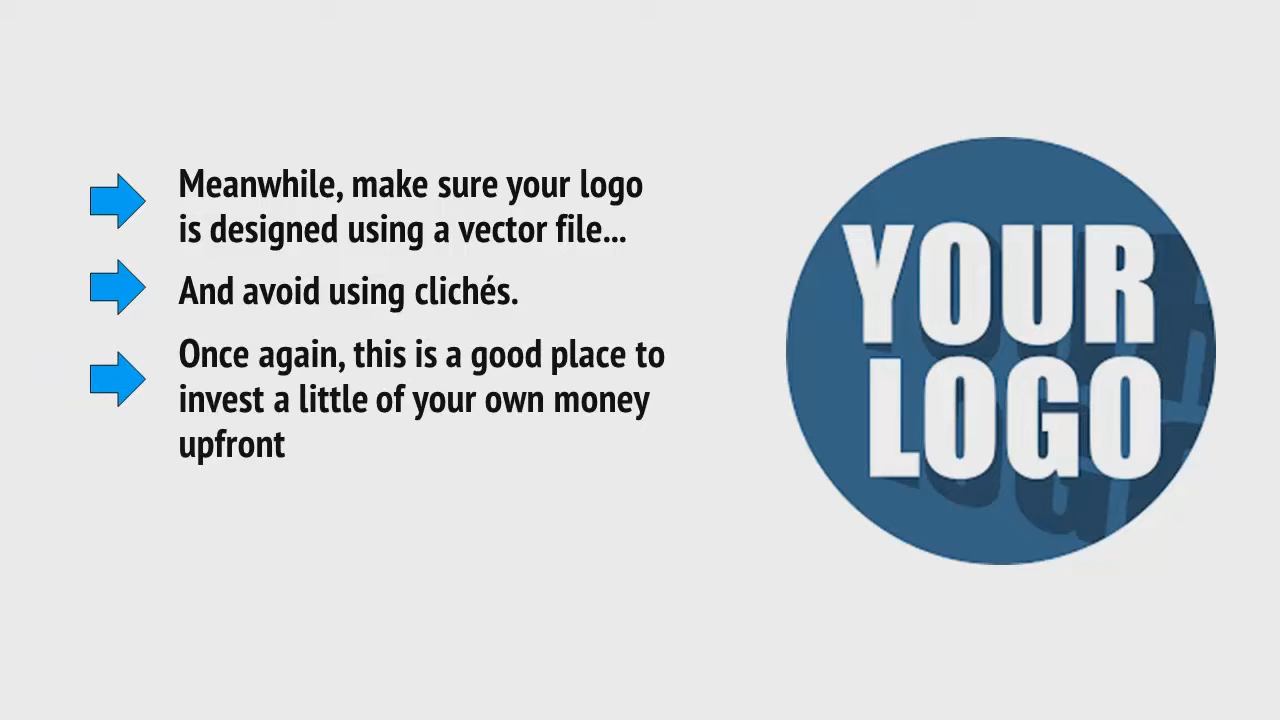 Meanwhile, make sure your logo
is designed using a vector file...
And avoid using clichés.
Once again, this is a good place to
invest a little of your own money
upfront
YOUR
LOGO